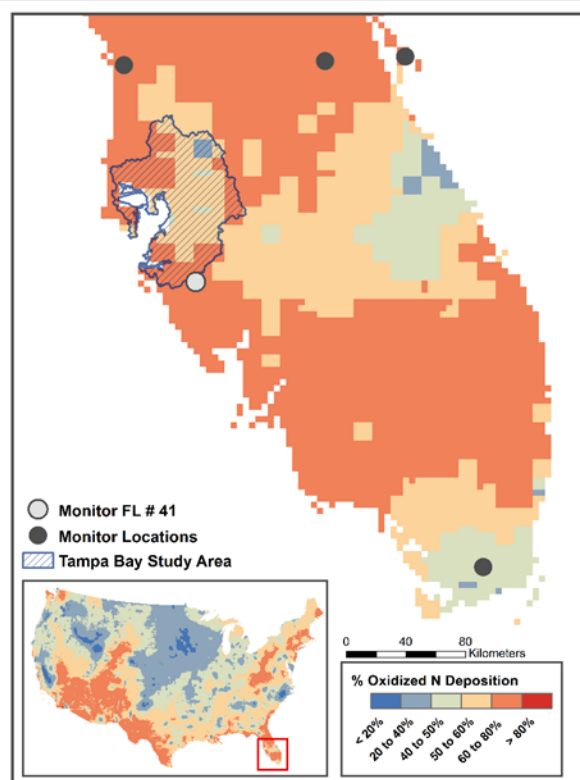 Monitor FL # 41
Monitor Locations
Tampa Bay Study Area
0 40 80
Kilometers
% Oxidized N Deposition
< 20%
20 to 40%
40 to 50%
50 to 60%
60 to 80%
> 80%